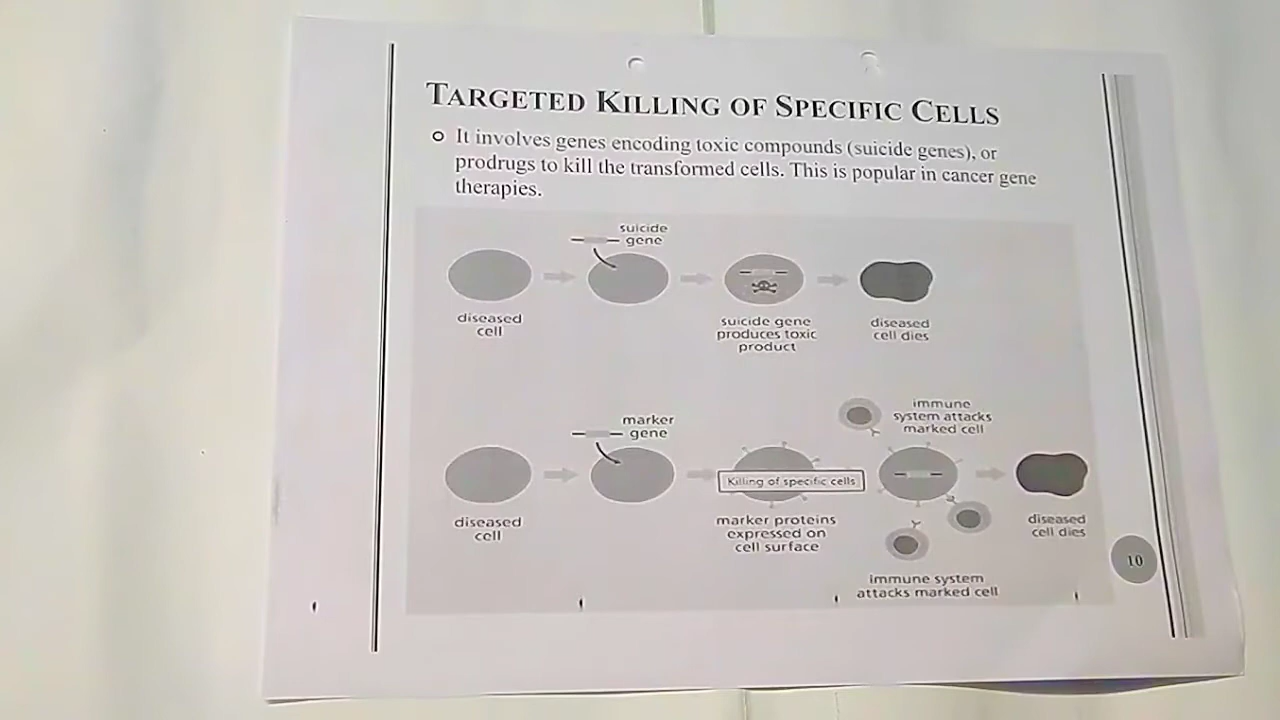 TARGETED KILLING OF SPECIFIC CELLS
It involves genes encoding toxic compounds (suicide genes), or
prodrugs to kill the transformed cells. This is popular in cancer gene
therapies.
suicide
gene
diseased
cell
suicide gene
produces toxic
product
diseased
cell dies
marker
gene
immune
system attacks
marked cell
Killing of specific cells
diseased
cell
marker proteins
expressed on
cell surface
diseased
cell dies
immune system
attacks marked cell
10